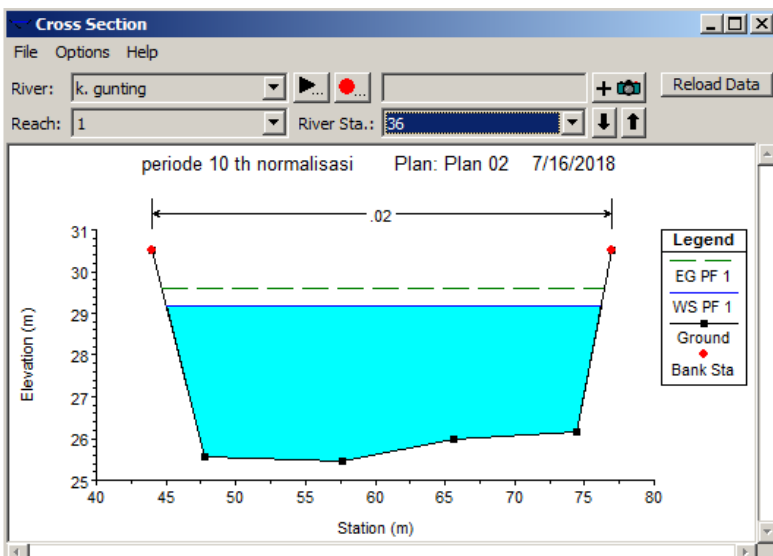 Cross Section
File Options Help
River: k. gunting Reload Data
Reach: 1 River Sta.: 36
periode 10 th normalisasi Plan: Plan 02 7/16/2018
.02
31
30
29
28
27
26
25
Elevation (m)
40 45 50 55 60 65 70 75 80
Station (m)
Legend
EG PF 1
WS PF 1
Ground
Bank Sta